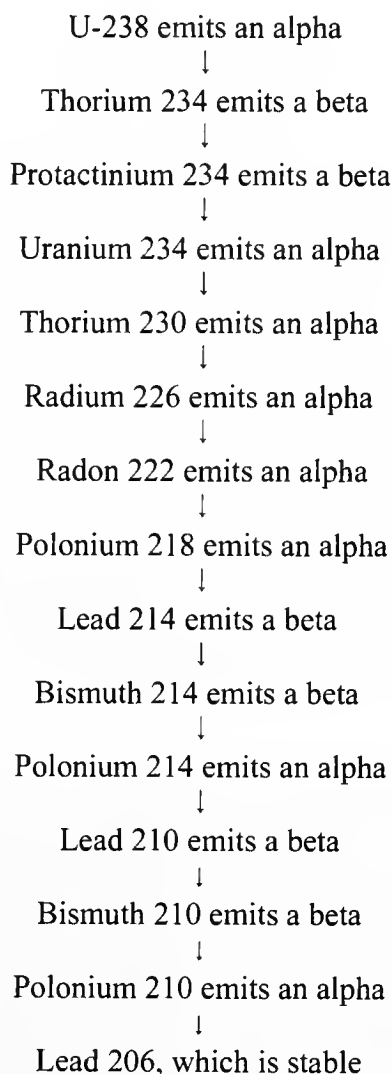 U-238 emits an alpha
↓
Thorium 234 emits a beta
↓
Protactinium 234 emits a beta
↓
Uranium 234 emits an alpha
↓
Thorium 230 emits an alpha
↓
Radium 226 emits an alpha
↓
Radon 222 emits an alpha
↓
Polonium 218 emits an alpha
↓
Lead 214 emits a beta
↓
Bismuth 214 emits a beta
↓
Polonium 214 emits an alpha
↓
Lead 210 emits a beta
↓
Bismuth 210 emits a beta
↓
Polonium 210 emits an alpha
↓
Lead 206, which is stable